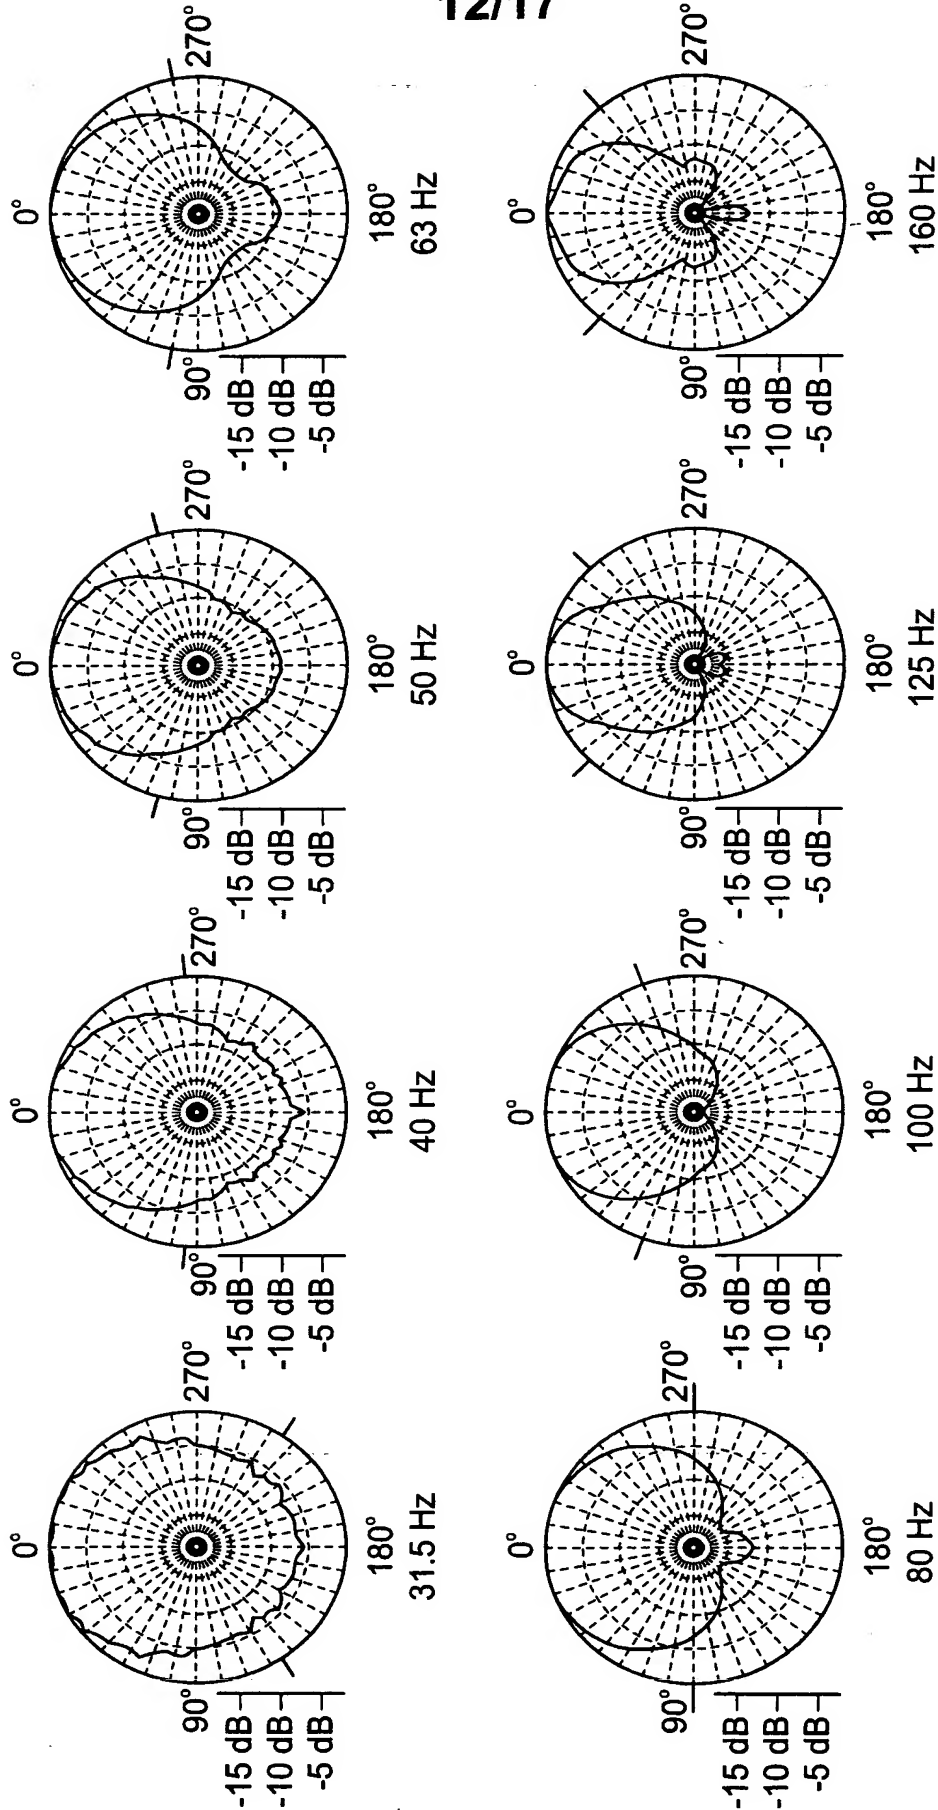 12/17
0°
90°
270°
-15 dB
-10 dB
-5 dB
180°
31.5 Hz
0°
90°
270°
-15 dB
-10 dB
-5 dB
180°
40 Hz
0°
90°
270°
-15 dB
-10 dB
-5 dB
180°
50 Hz
0°
90°
270°
-15 dB
-10 dB
-5 dB
180°
63 Hz
0°
90°
270°
-15 dB
-10 dB
-5 dB
180°
80 Hz
0°
90°
270°
-15 dB
-10 dB
-5 dB
180°
100 Hz
0°
90°
270°
-15 dB
-10 dB
-5 dB
180°
125 Hz
0°
90°
270°
-15 dB
-10 dB
-5 dB
180°
160 Hz